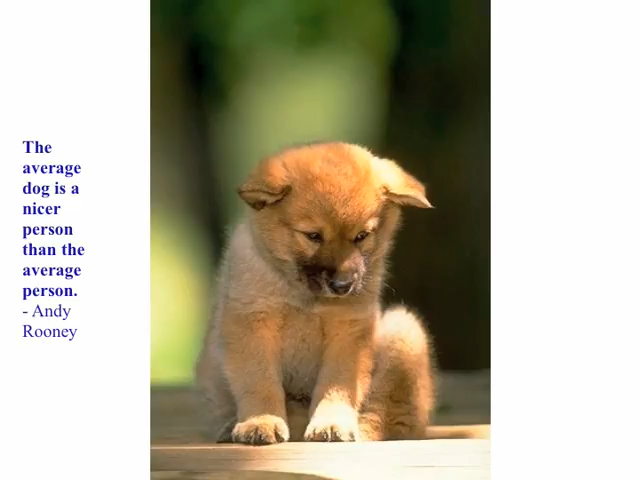 The
average
dog is a
nicer
person
than the
average
person.
- Andy
Rooney